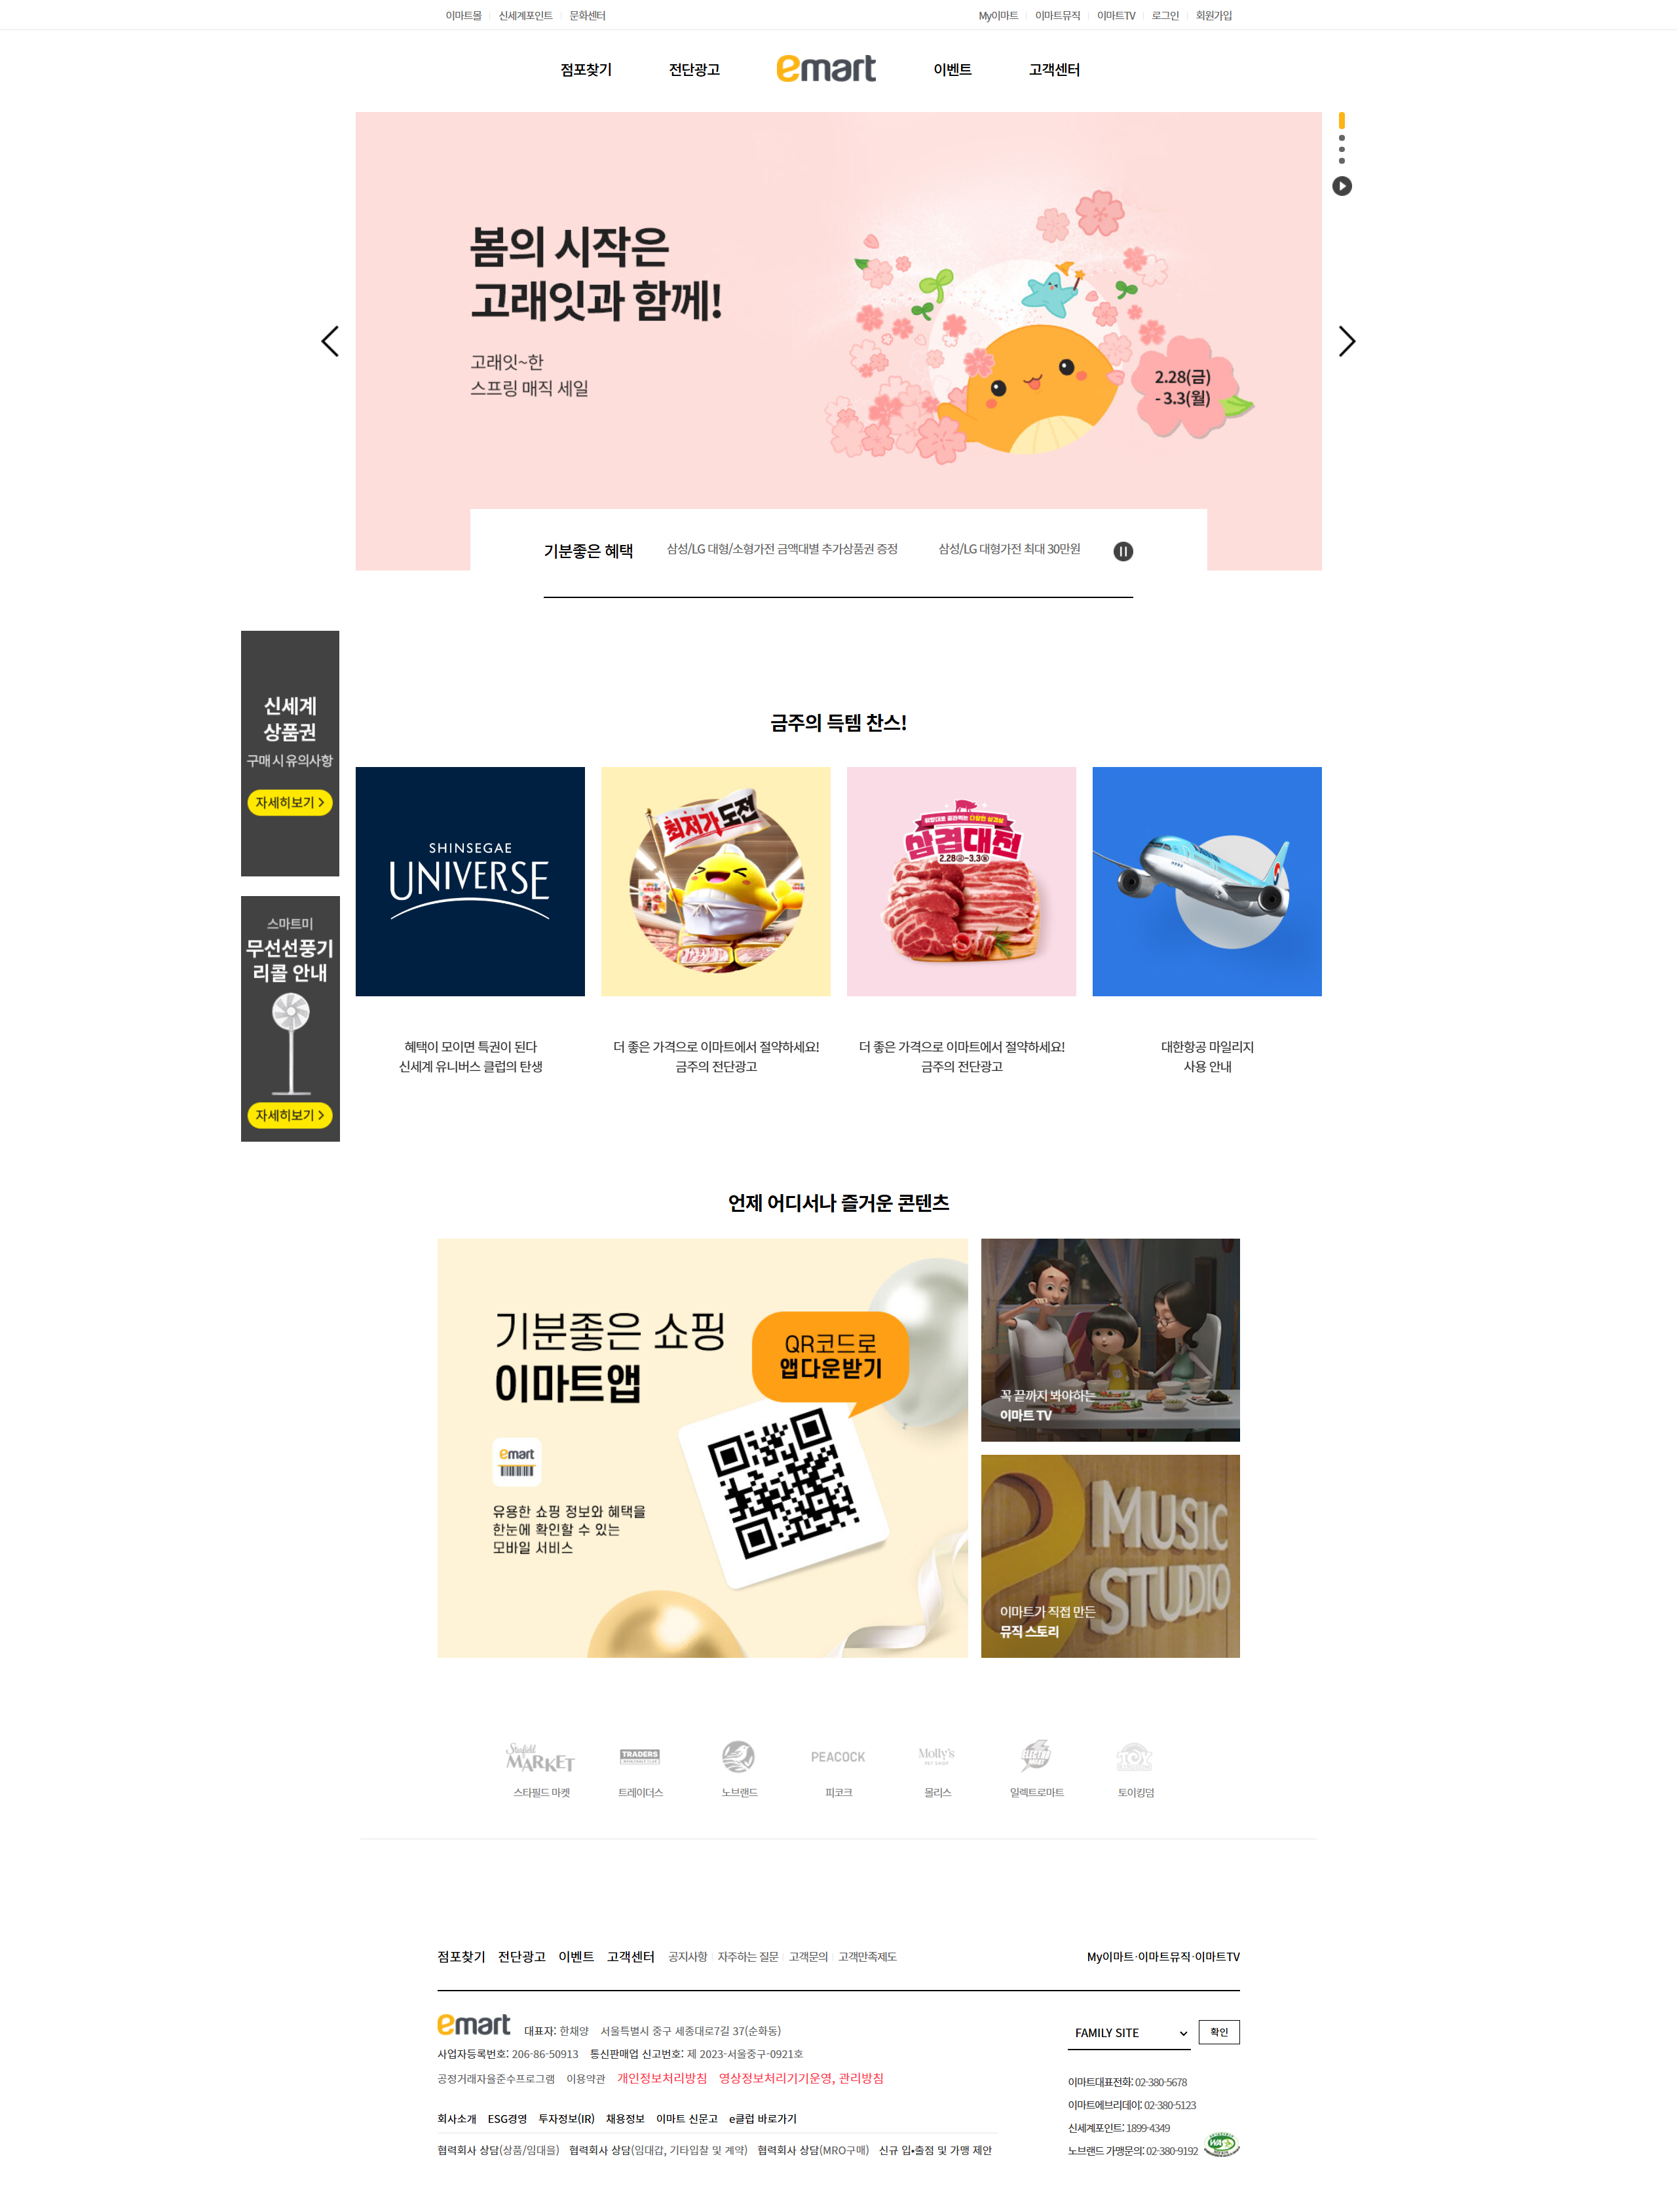 이마트몰 신세계포인트 문화센터
My이마트 이마트뮤직 이마트TV 로그인 회원가입
점포찾기 전단광고 emart 이벤트 고객센터
봄의 시작은
고래잇과 함께!
고래잇~한
스프링 매직 세일
2.28(금)
- 3.3(월)
기분좋은 혜택 삼성/LG 대형/소형가전 금액대별 추가상품권 증정 삼성/LG 대형가전 최대 30만원
신세계
상품권
구매 시 유의사항
자세히보기 >
스마트미
무선선풍기
리콜 안내
자세히보기 >
금주의 득템 찬스!
SHINSEGAE
UNIVERSE
최저가 도전
삼겹대전
2.28㊎~3.3㊊
혜택이 모이면 특권이 된다
신세계 유니버스 클럽의 탄생
더 좋은 가격으로 이마트에서 절약하세요!
금주의 전단광고
더 좋은 가격으로 이마트에서 절약하세요!
금주의 전단광고
대한항공 마일리지
사용 안내
언제 어디서나 즐거운 콘텐츠
기분좋은 쇼핑
이마트앱
QR코드로
앱다운받기
emart
유용한 쇼핑 정보와 혜택을
한눈에 확인할 수 있는
모바일 서비스
꼭 끝까지 봐야하는
이마트 TV
MUSIC
STUDIO
이마트가 직접 만든
뮤직 스토리
Starfield
MARKET
TRADERS
PEACOCK
Molly's
PET SHOP
ELECTRO
MART
TOY
스타필드 마켓 트레이더스 노브랜드 피코크 몰리스 일렉트로마트 토이킹덤
점포찾기 전단광고 이벤트 고객센터 공지사항 자주하는 질문 고객문의 고객만족제도
My이마트·이마트뮤직·이마트TV
emart 대표자: 한채양 서울특별시 중구 세종대로7길 37(순화동)
사업자등록번호: 206-86-50913 통신판매업 신고번호: 제 2023-서울중구-0921호
공정거래자율준수프로그램 이용약관 개인정보처리방침 영상정보처리기기운영, 관리방침
회사소개 ESG경영 투자정보(IR) 채용정보 이마트 신문고 e클럽 바로가기
협력회사 상담(상품/임대을) 협력회사 상담(임대갑, 기타입찰 및 계약) 협력회사 상담(MRO구매) 신규 입•출점 및 가맹 제안
FAMILY SITE 확인
이마트대표전화: 02-380-5678
이마트에브리데이: 02-380-5123
신세계포인트: 1899-4349
노브랜드 가맹문의: 02-380-9192
WA